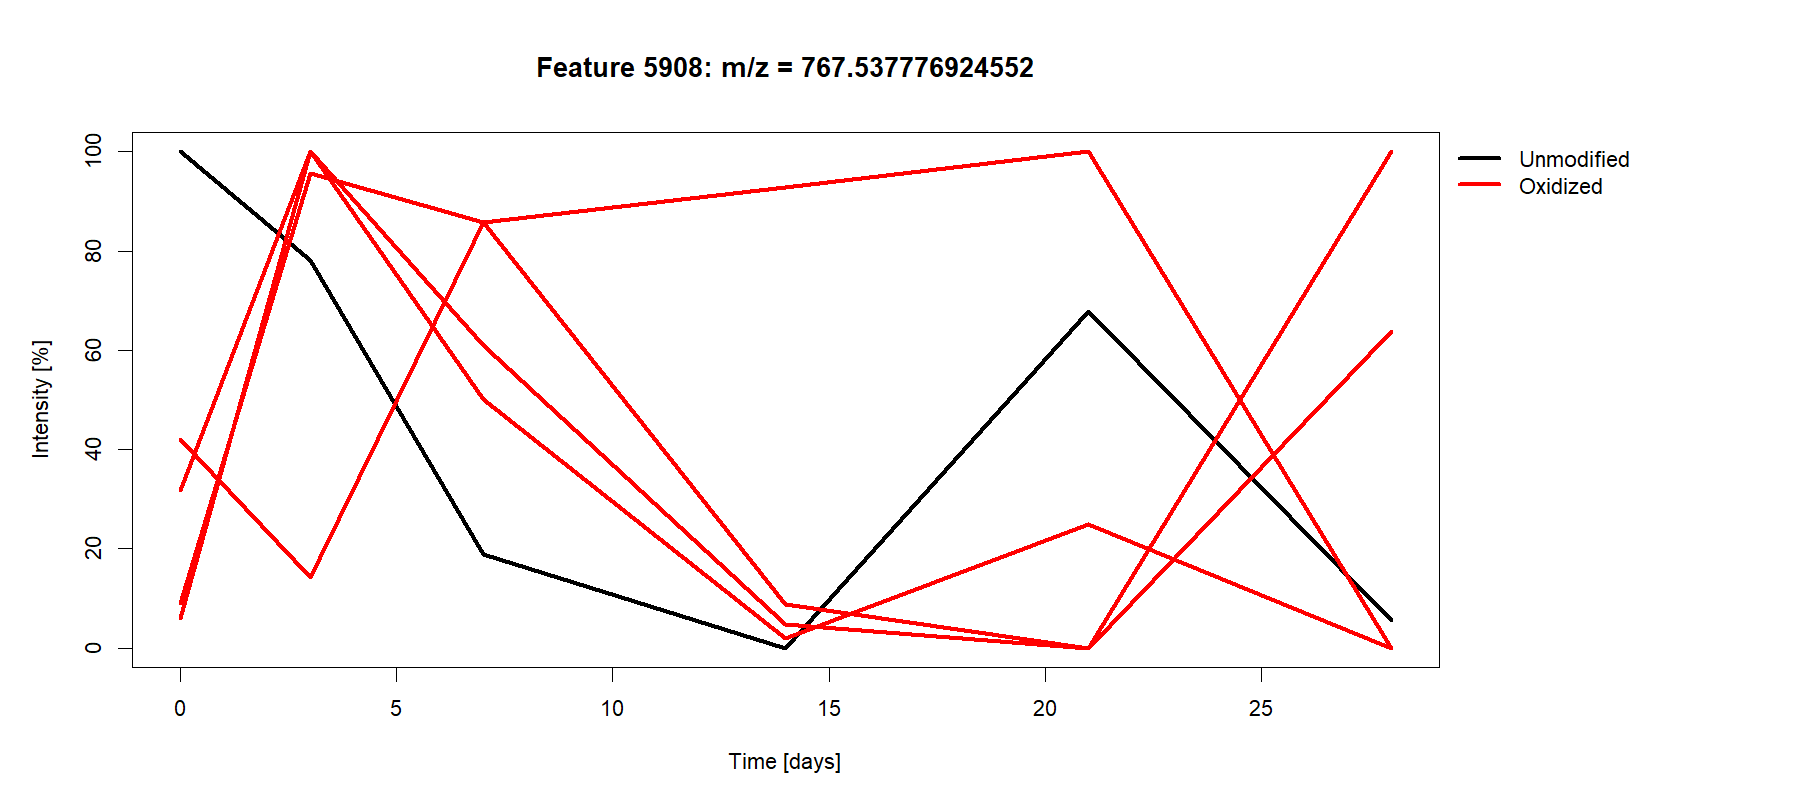 Feature 5908: m/z = 767.537776924552
Unmodified
Oxidized
Intensity [%]
100
80
60
40
20
0
0 5 10 15 20 25
Time [days]